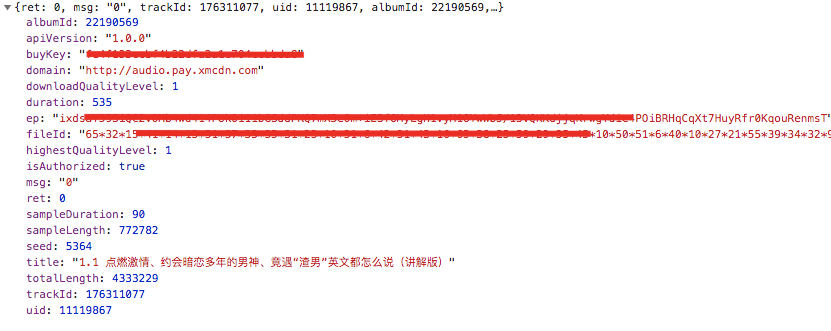 ▼{ret: 0, msg: "0", trackId: 176311077, uid: 11119867, albumId: 22190569,…}
albumId: 22190569
apiVersion: "1.0.0"
buyKey: "
domain: "http://audio.pay.xmcdn.com"
downloadQualityLevel: 1
duration: 535
ep: "ixds 4POiBRHqCqXt7HuyRfr0KqouRenmsT"
fileId: "65*32*15 *10*50*51*6*40*10*27*21*55*39*34*32*9
highestQualityLevel: 1
isAuthorized: true
msg: "0"
ret: 0
sampleDuration: 90
sampleLength: 772782
seed: 5364
title: "1.1 点燃激情、约会暗恋多年的男神、竟遇“渣男”英文都怎么说（讲解版）"
totalLength: 4333229
trackId: 176311077
uid: 11119867